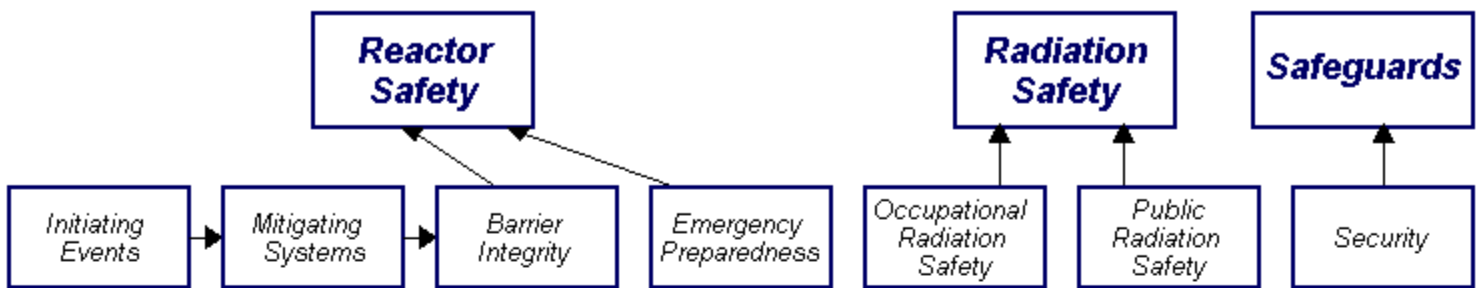 Reactor
Safety
Radiation
Safety
Safeguards
Initiating
Events
Mitigating
Systems
Barrier
Integrity
Emergency
Preparedness
Occupational
Radiation
Safety
Public
Radiation
Safety
Security